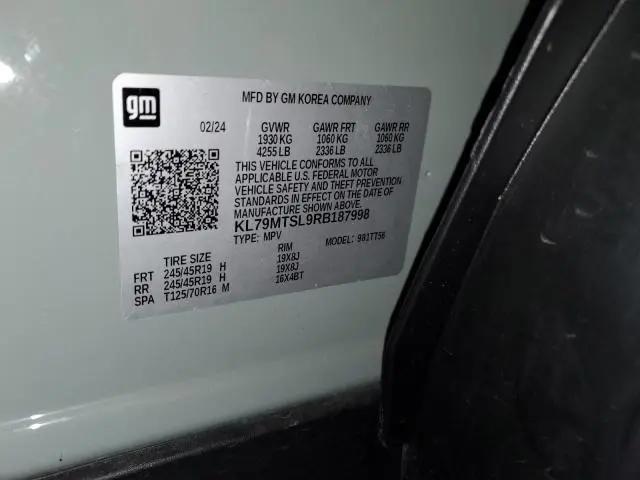 gm
MFD BY GM KOREA COMPANY
02/24 GVWR GAWR FRT GAWR RR
1930 KG 1060 KG 1060 KG
4255 LB 2336 LB 2336 LB
THIS VEHICLE CONFORMS TO ALL
APPLICABLE U.S. FEDERAL MOTOR
VEHICLE SAFETY AND THEFT PREVENTION
STANDARDS IN EFFECT ON THE DATE OF
MANUFACTURE SHOWN ABOVE.
KL79MTSL9RB187998
TYPE: MPV MODEL: 9B1TT56
TIRE SIZE RIM
FRT 245/45R19 H 19X8J
RR 245/45R19 H 19X8J
SPA T125/70R16 M 16X4BT